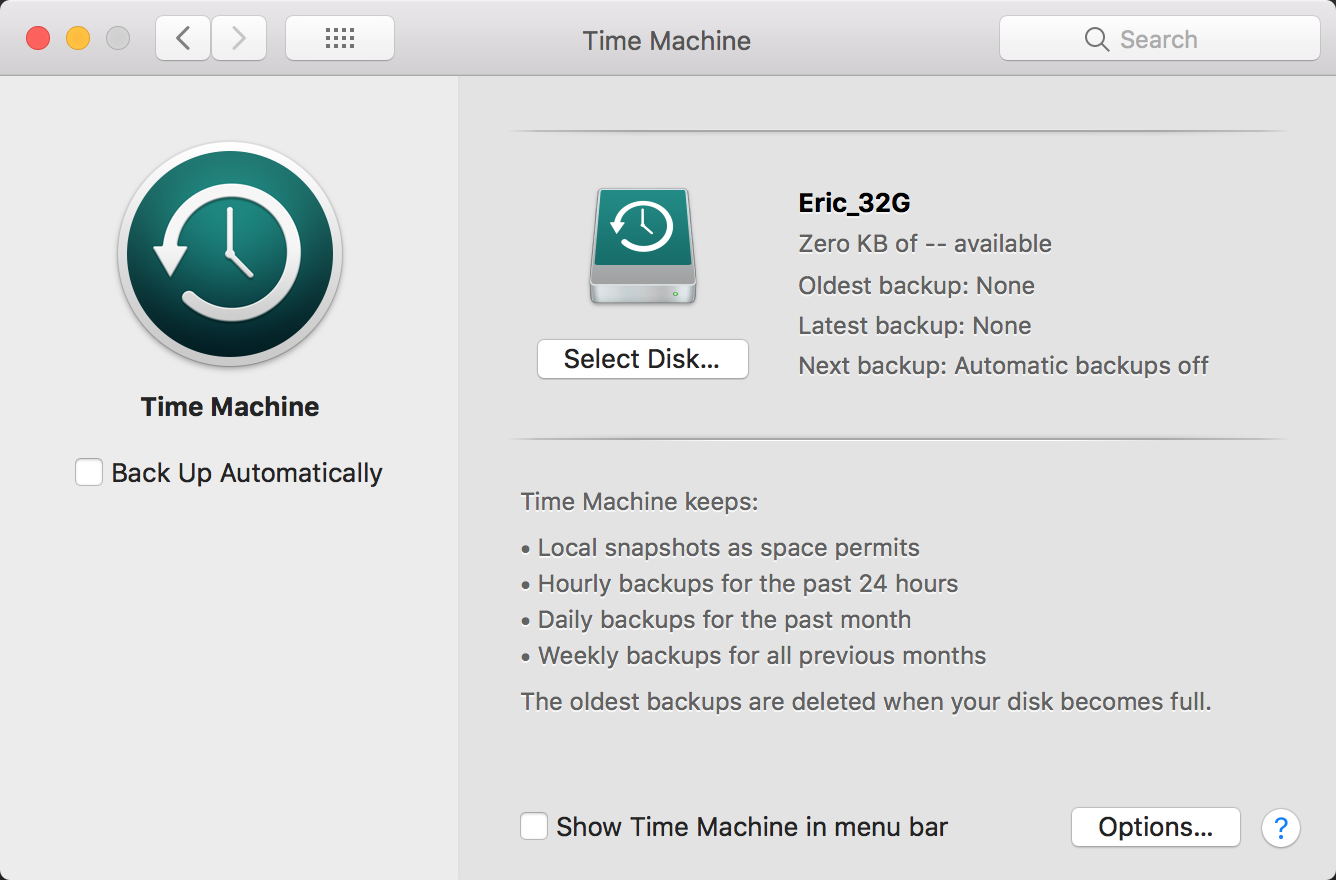 Time Machine
Search
Time Machine
Back Up Automatically
Select Disk...
Eric_32G
Zero KB of -- available
Oldest backup: None
Latest backup: None
Next backup: Automatic backups off
Time Machine keeps:
• Local snapshots as space permits
• Hourly backups for the past 24 hours
• Daily backups for the past month
• Weekly backups for all previous months
The oldest backups are deleted when your disk becomes full.
Show Time Machine in menu bar
Options...
?